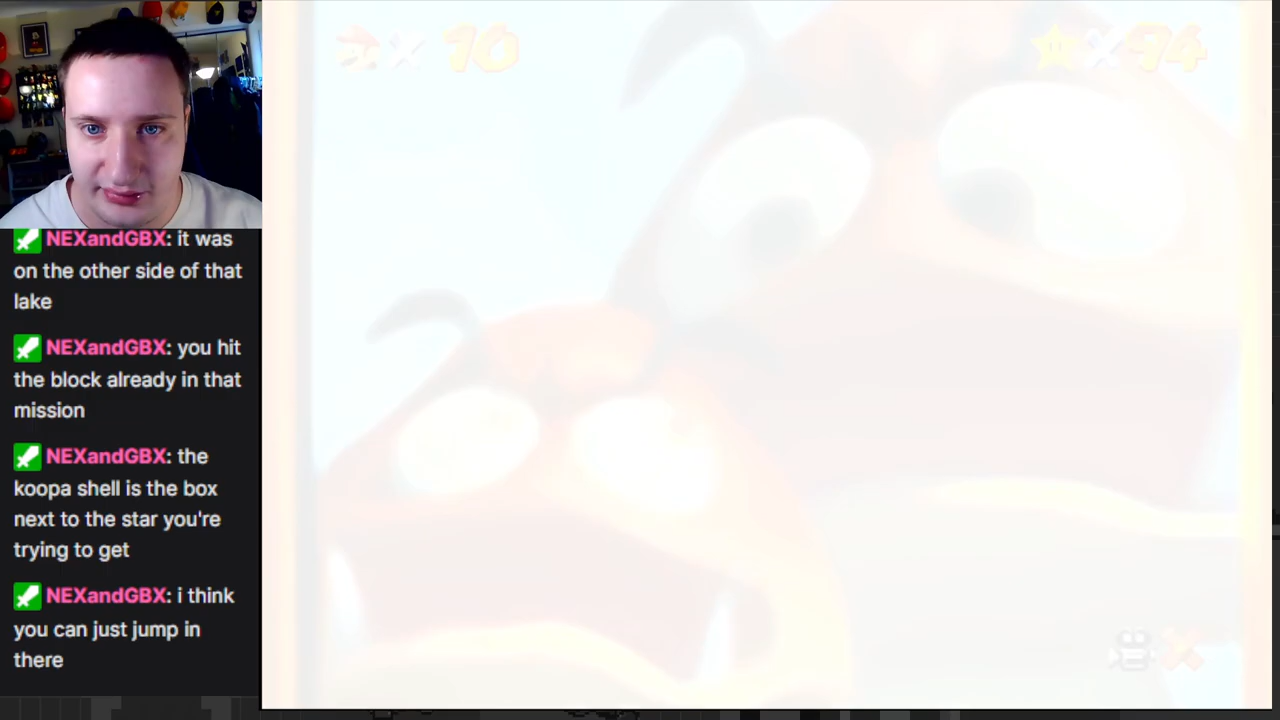 × 10
× 94
NEXandGBX: it was
on the other side of that
lake
NEXandGBX: you hit
the block already in that
mission
NEXandGBX: the
koopa shell is the box
next to the star you're
trying to get
NEXandGBX: i think
you can just jump in
there